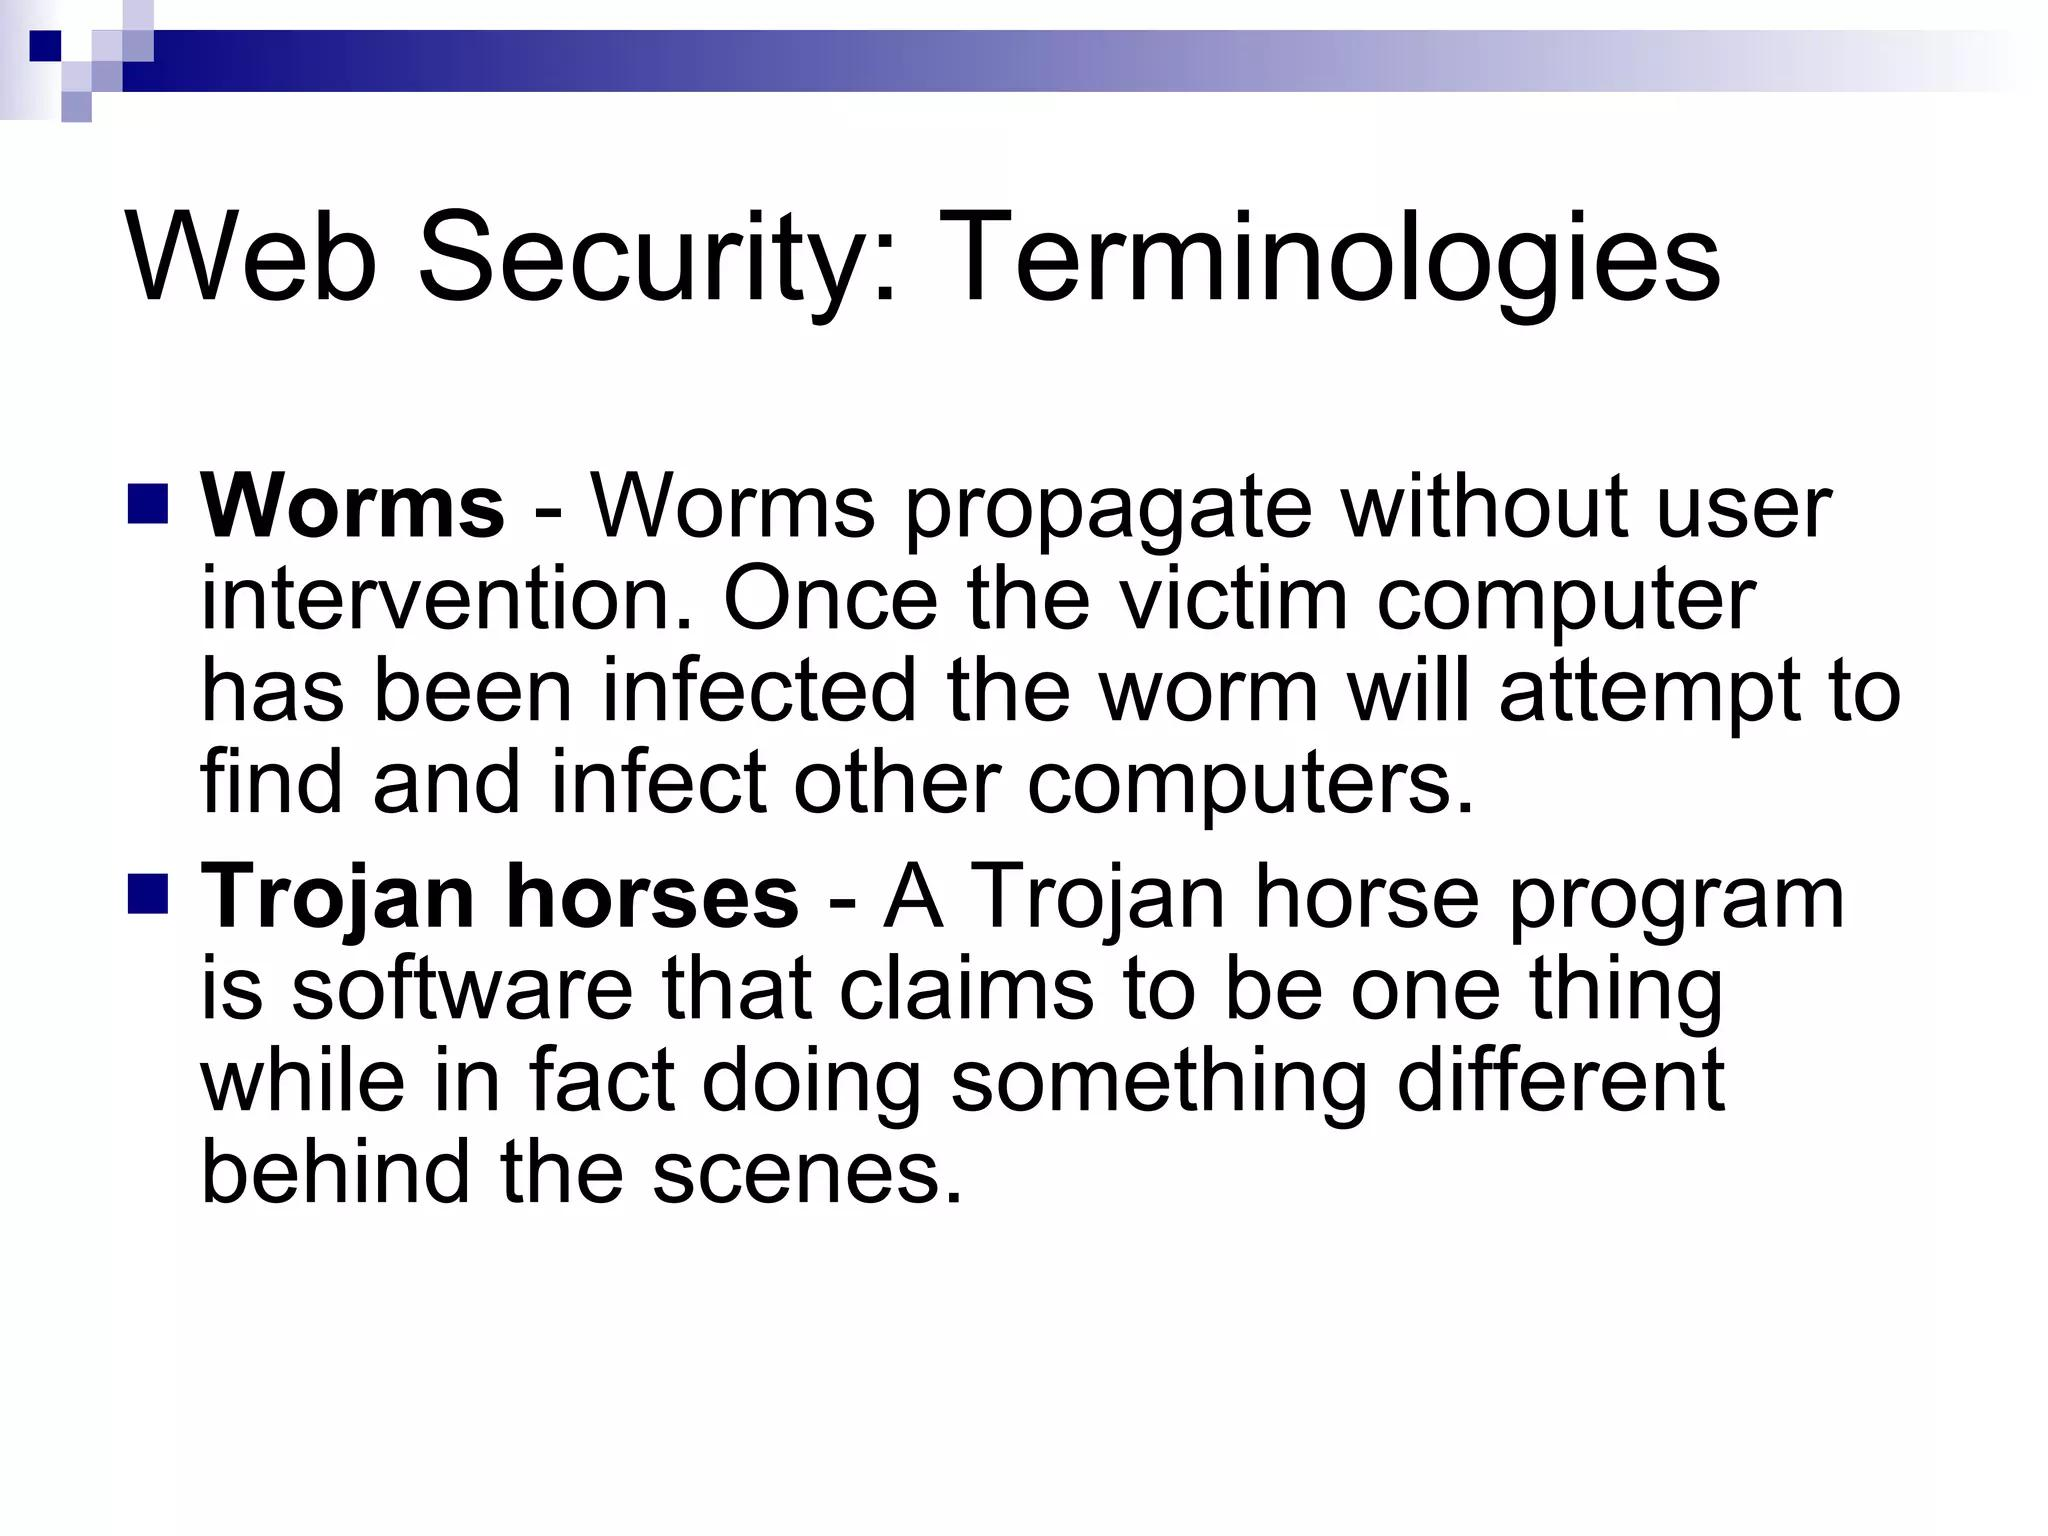 Web Security: Terminologies
Worms - Worms propagate without user
intervention. Once the victim computer
has been infected the worm will attempt to
find and infect other computers.
Trojan horses - A Trojan horse program
is software that claims to be one thing
while in fact doing something different
behind the scenes.